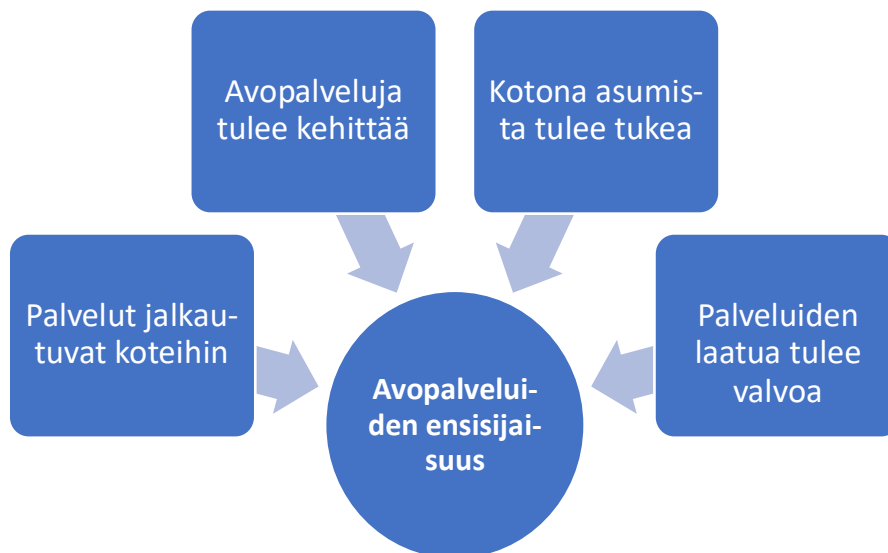 Avopalveluja
tulee kehittää
Kotona asumis-
ta tulee tukea
Palvelut jalkau-
tuvat koteihin
Palveluiden
laatua tulee
valvoa
Avopalvelui-
den ensisijai-
suus